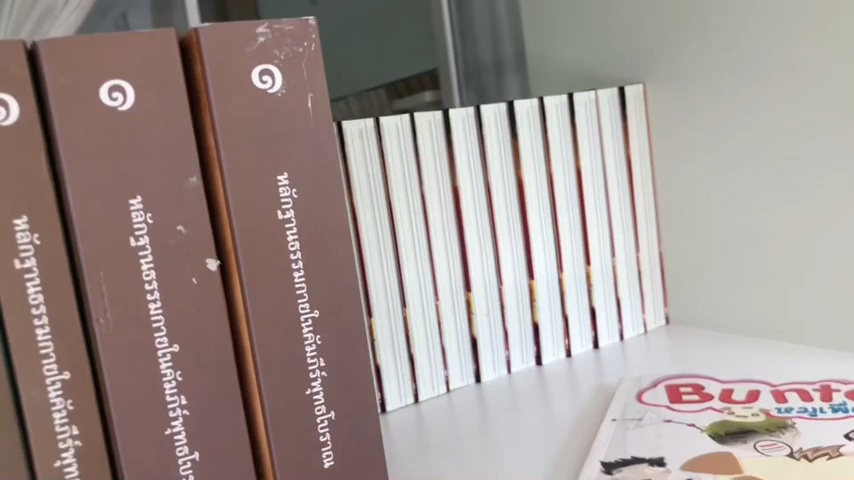 ๑
หลักฐานธรรมกายในคัมภีร์พุทธ
๑
หลักฐานธรรมกายในคัมภีร์พุทธโบรา
๑
หลักฐานธรรมกายในคัมภีร์พุทธโบราณ
Bunte